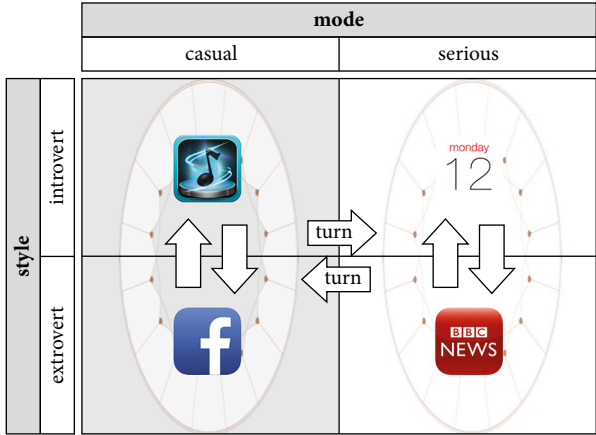 mode
casual
serious
style
introvert
extrovert
monday
12
turn
turn
f
BBC
NEWS